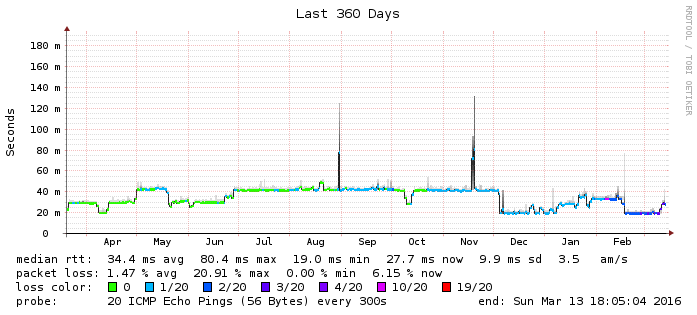 Last 360 Days
RRDTOOL / TOBI OETIKER
Seconds
180 m
160 m
140 m
120 m
100 m
80 m
60 m
40 m
20 m
0
Apr May Jun Jul Aug Sep Oct Nov Dec Jan Feb
median rtt: 34.4 ms avg 80.4 ms max 19.0 ms min 27.7 ms now 9.9 ms sd 3.5 am/s
packet loss: 1.47 % avg 20.91 % max 0.00 % min 6.15 % now
loss color: 0 1/20 2/20 3/20 4/20 10/20 19/20
probe: 20 ICMP Echo Pings (56 Bytes) every 300s end: Sun Mar 13 18:05:04 2016